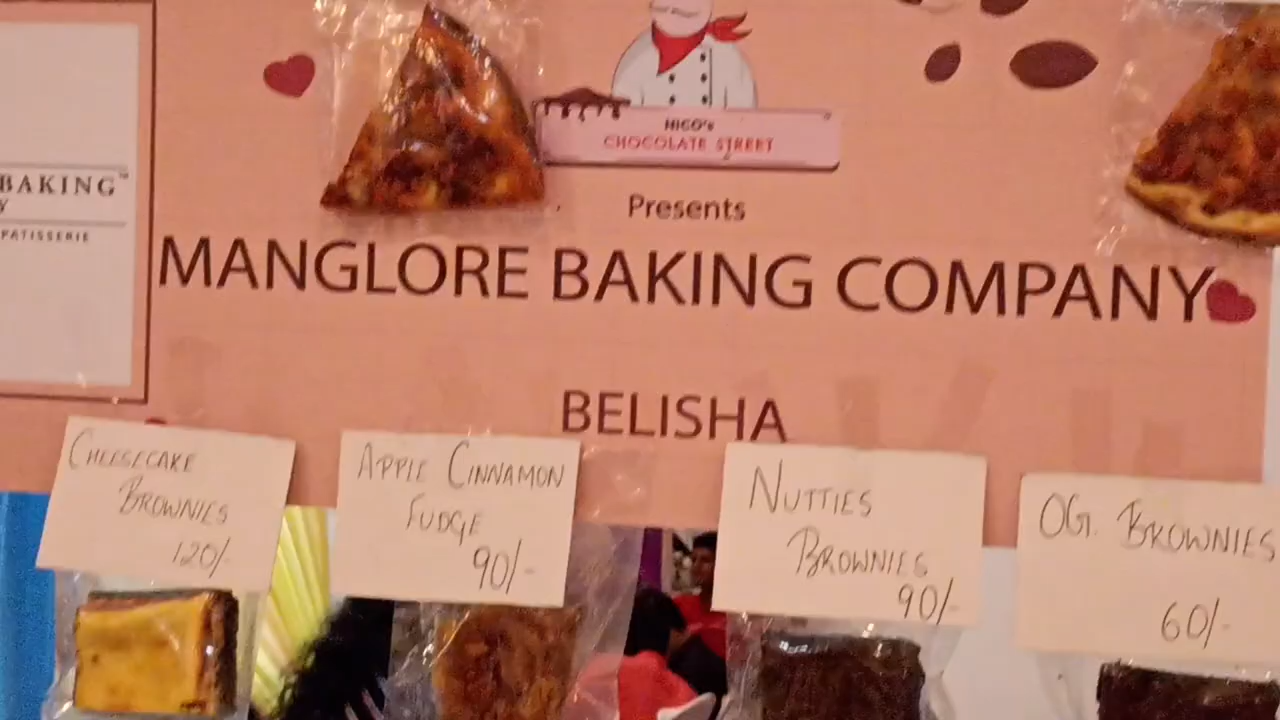 BAKING™
Y
PATISSERIE
NICO's
CHOCOLATE STREET
Presents
MANGLORE BAKING COMPANY
BELISHA
CHEESECAKE
BROWNIES
120/-
APPLE CINNAMON
FUDGE
90/-
NUTTIES
BROWNIES
90/-
OG. BROWNIES
60/-